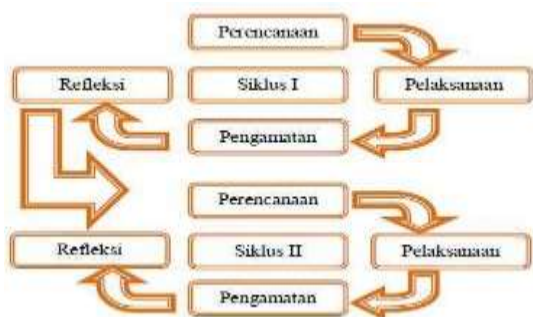 Perencanaan
Refleksi
Siklus I
Pelaksanaan
Pengamatan
Perencanaan
Refleksi
Siklus II
Pelaksanaan
Pengamatan